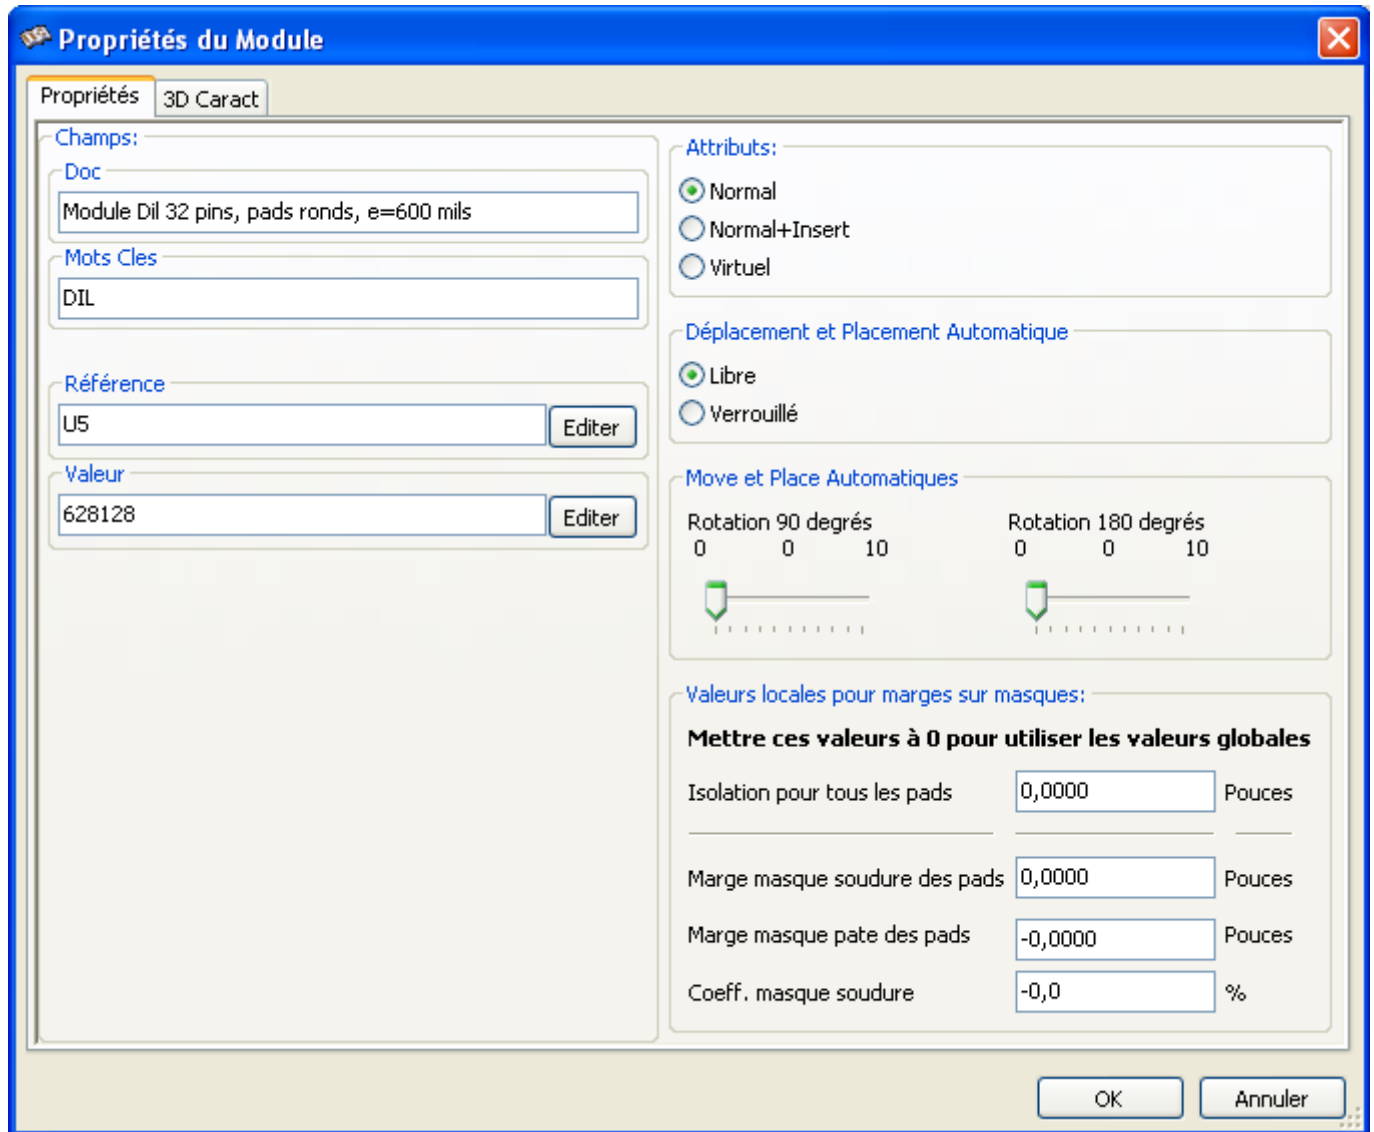 Propriétés du Module
Propriétés
3D Caract
Champs:
Doc
Module Dil 32 pins, pads ronds, e=600 mils
Mots Cles
DIL
Référence
U5
Editer
Valeur
628128
Editer
Attributs:
Normal
Normal+Insert
Virtuel
Déplacement et Placement Automatique
Libre
Verrouillé
Move et Place Automatiques
Rotation 90 degrés
0 0 10
Rotation 180 degrés
0 0 10
Valeurs locales pour marges sur masques:
Mettre ces valeurs à 0 pour utiliser les valeurs globales
Isolation pour tous les pads 0,0000 Pouces
Marge masque soudure des pads 0,0000 Pouces
Marge masque pate des pads -0,0000 Pouces
Coeff. masque soudure -0,0 %
OK
Annuler